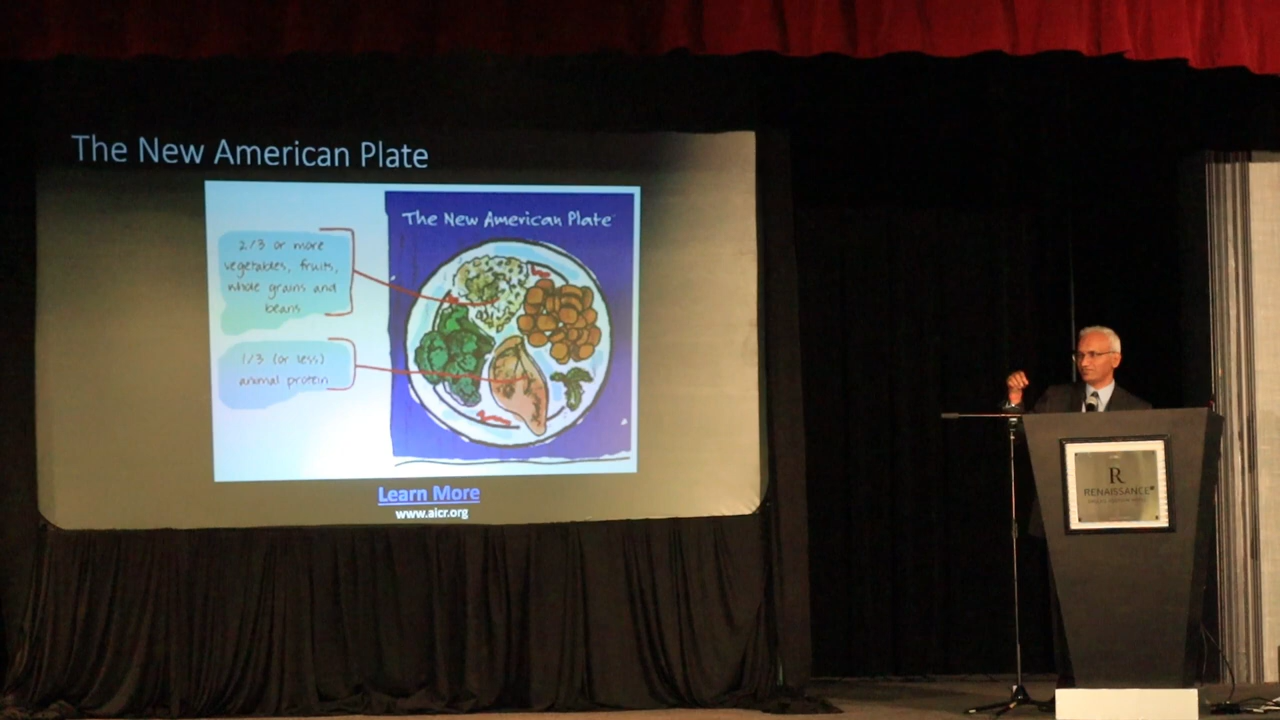 The New American Plate
The New American Plate
2/3 or more
vegetables, fruits,
whole grains and
beans
1/3 (or less)
animal protein
Learn More
www.aicr.org
R
RENAISSANCE